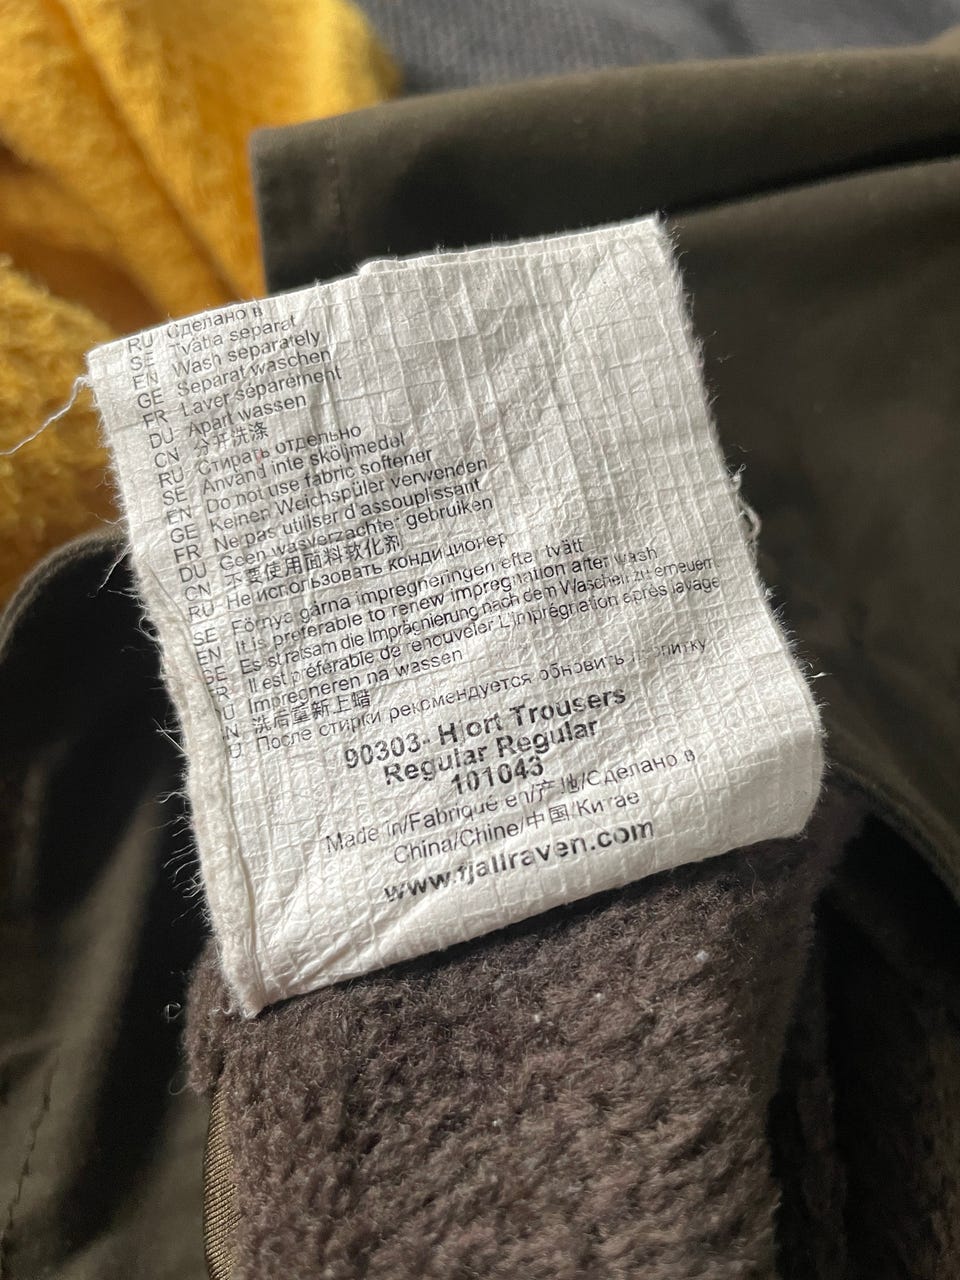 RU Сделано в
SE Tvätta separat
EN Wash separately
GE Separat waschen
FR Laver séparement
DU Apart wassen
CN 分开洗涤
RU Стирать отдельно
SE Använd inte sköljmedel
EN Do not use fabric softener
GE Keinen Weichspüler verwenden
FR Ne pas utiliser d'assouplissant
DU Geen wasverzachter gebruiken
CN 不要使用面料软化剂
RU Не использовать кондиционер
SE Förnya gärna impregneringen efter tvätt
EN It is preferable to renew impregnation after wash
GE Es ist ratsam die Imprägnierung nach dem Waschen zu erneuern
FR Il est préférable de renouveler L'imprégnation après lavage
U Impregneren na wassen
N 洗后重新上蜡
U После стирки рекомендуется обновить пропитку
90303- Hjort Trousers
Regular Regular
101043
Made in/Fabriqué en/产地/Сделано в
China/Chine/中国/Китае
www.fjallraven.com